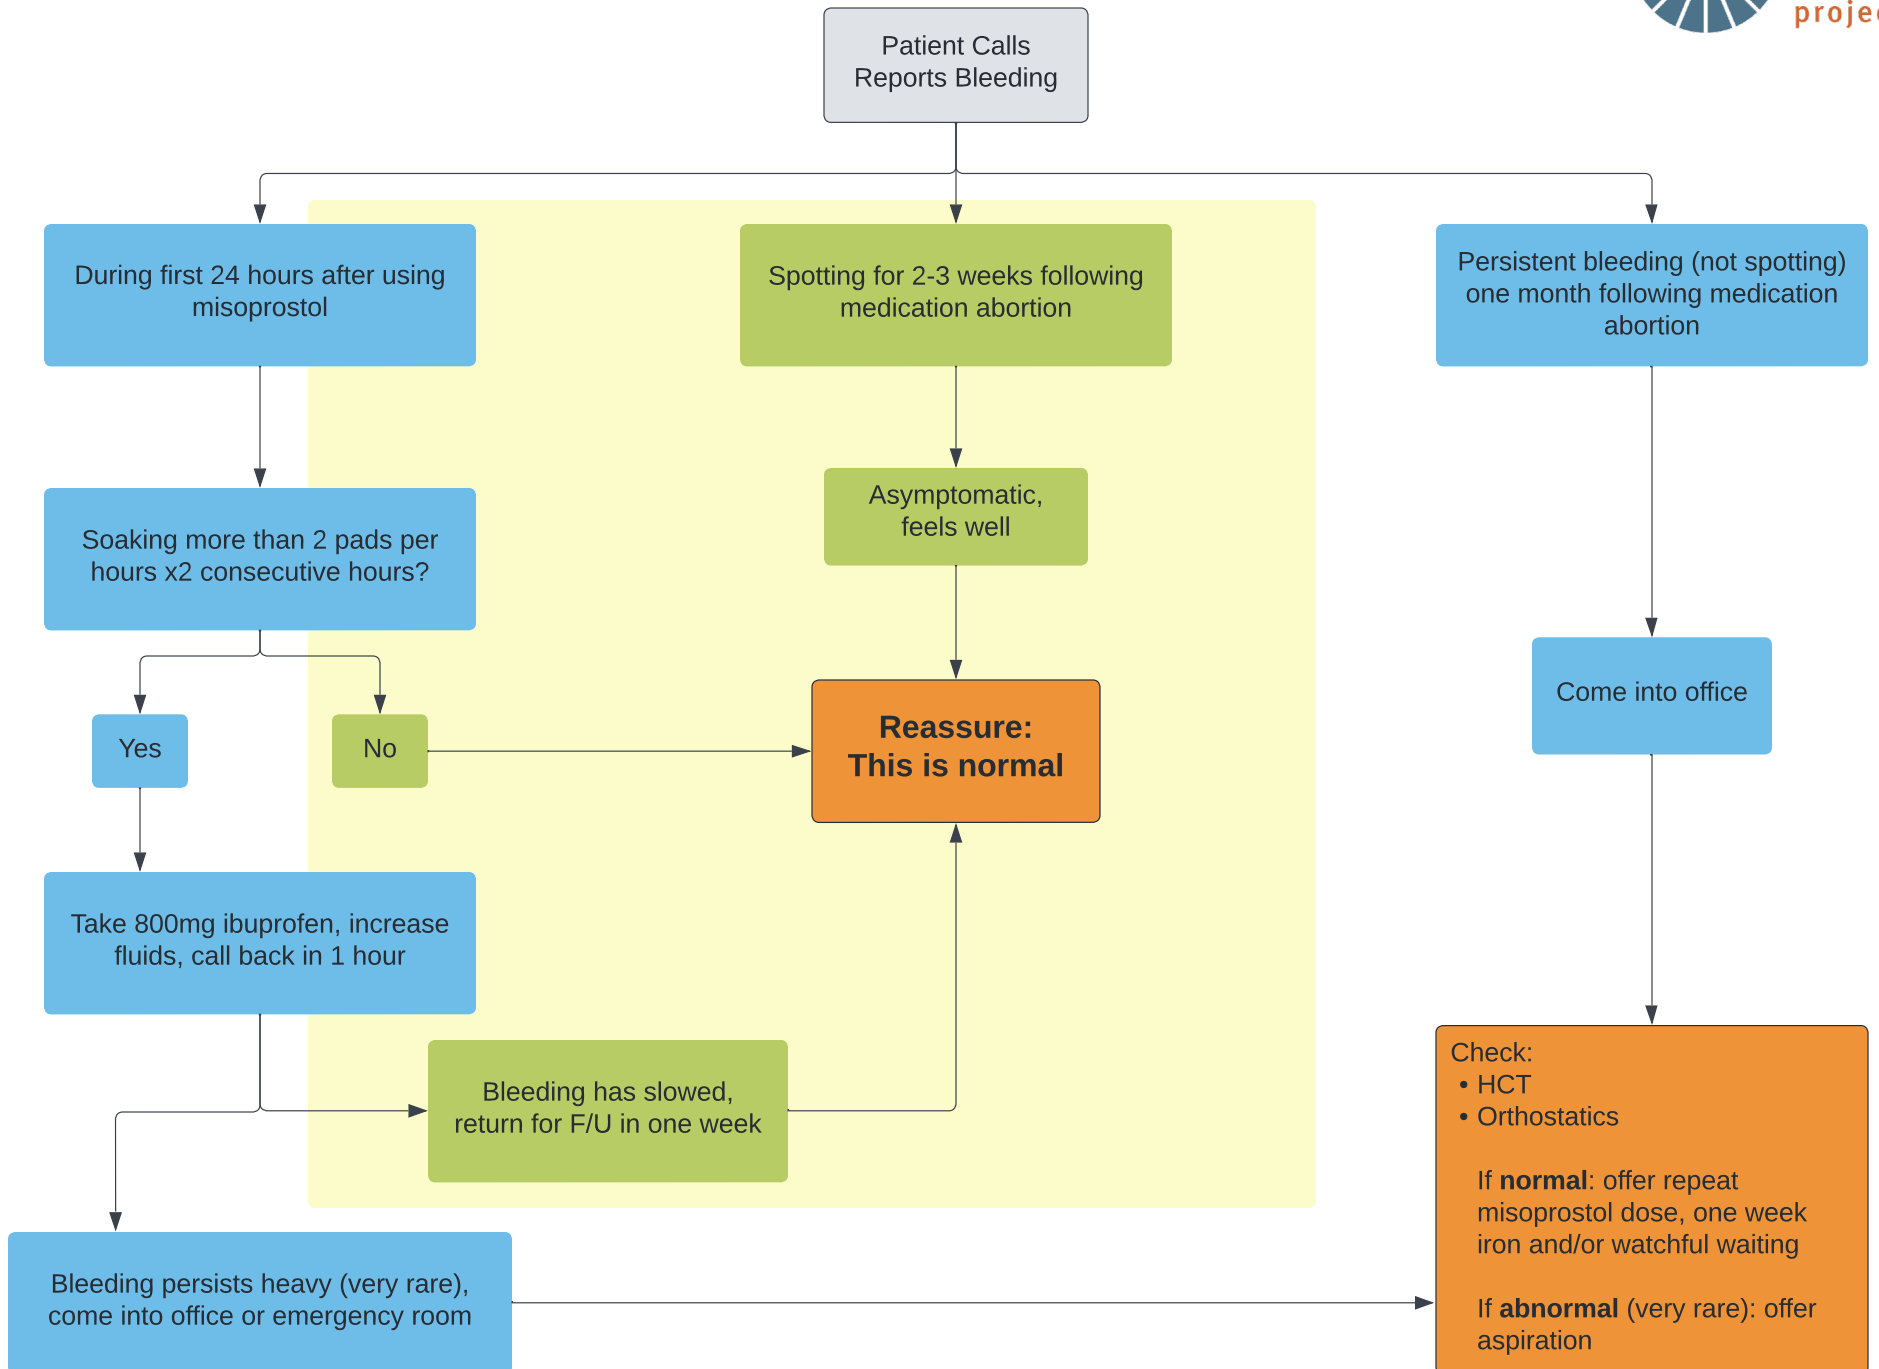 projec
Patient Calls
Reports Bleeding
During first 24 hours after using
misoprostol
Spotting for 2-3 weeks following
medication abortion
Persistent bleeding (not spotting)
one month following medication
abortion
Soaking more than 2 pads per
hours x2 consecutive hours?
Asymptomatic,
feels well
Yes
No
Reassure:
This is normal
Come into office
Take 800mg ibuprofen, increase
fluids, call back in 1 hour
Bleeding has slowed,
return for F/U in one week
Bleeding persists heavy (very rare),
come into office or emergency room
Check:
• HCT
• Orthostatics
If normal: offer repeat
misoprostol dose, one week
iron and/or watchful waiting
If abnormal (very rare): offer
aspiration